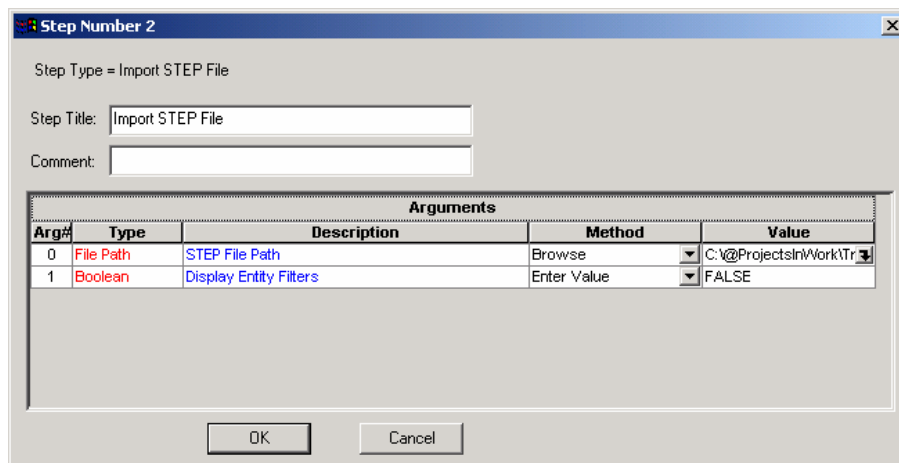 Step Number 2
Step Type = Import STEP File
Step Title: Import STEP File
Comment:
Arguments
Arg# Type Description Method Value
0 File Path STEP File Path Browse C:\@ProjectsInWork\Tr
1 Boolean Display Entity Filters Enter Value FALSE
OK Cancel